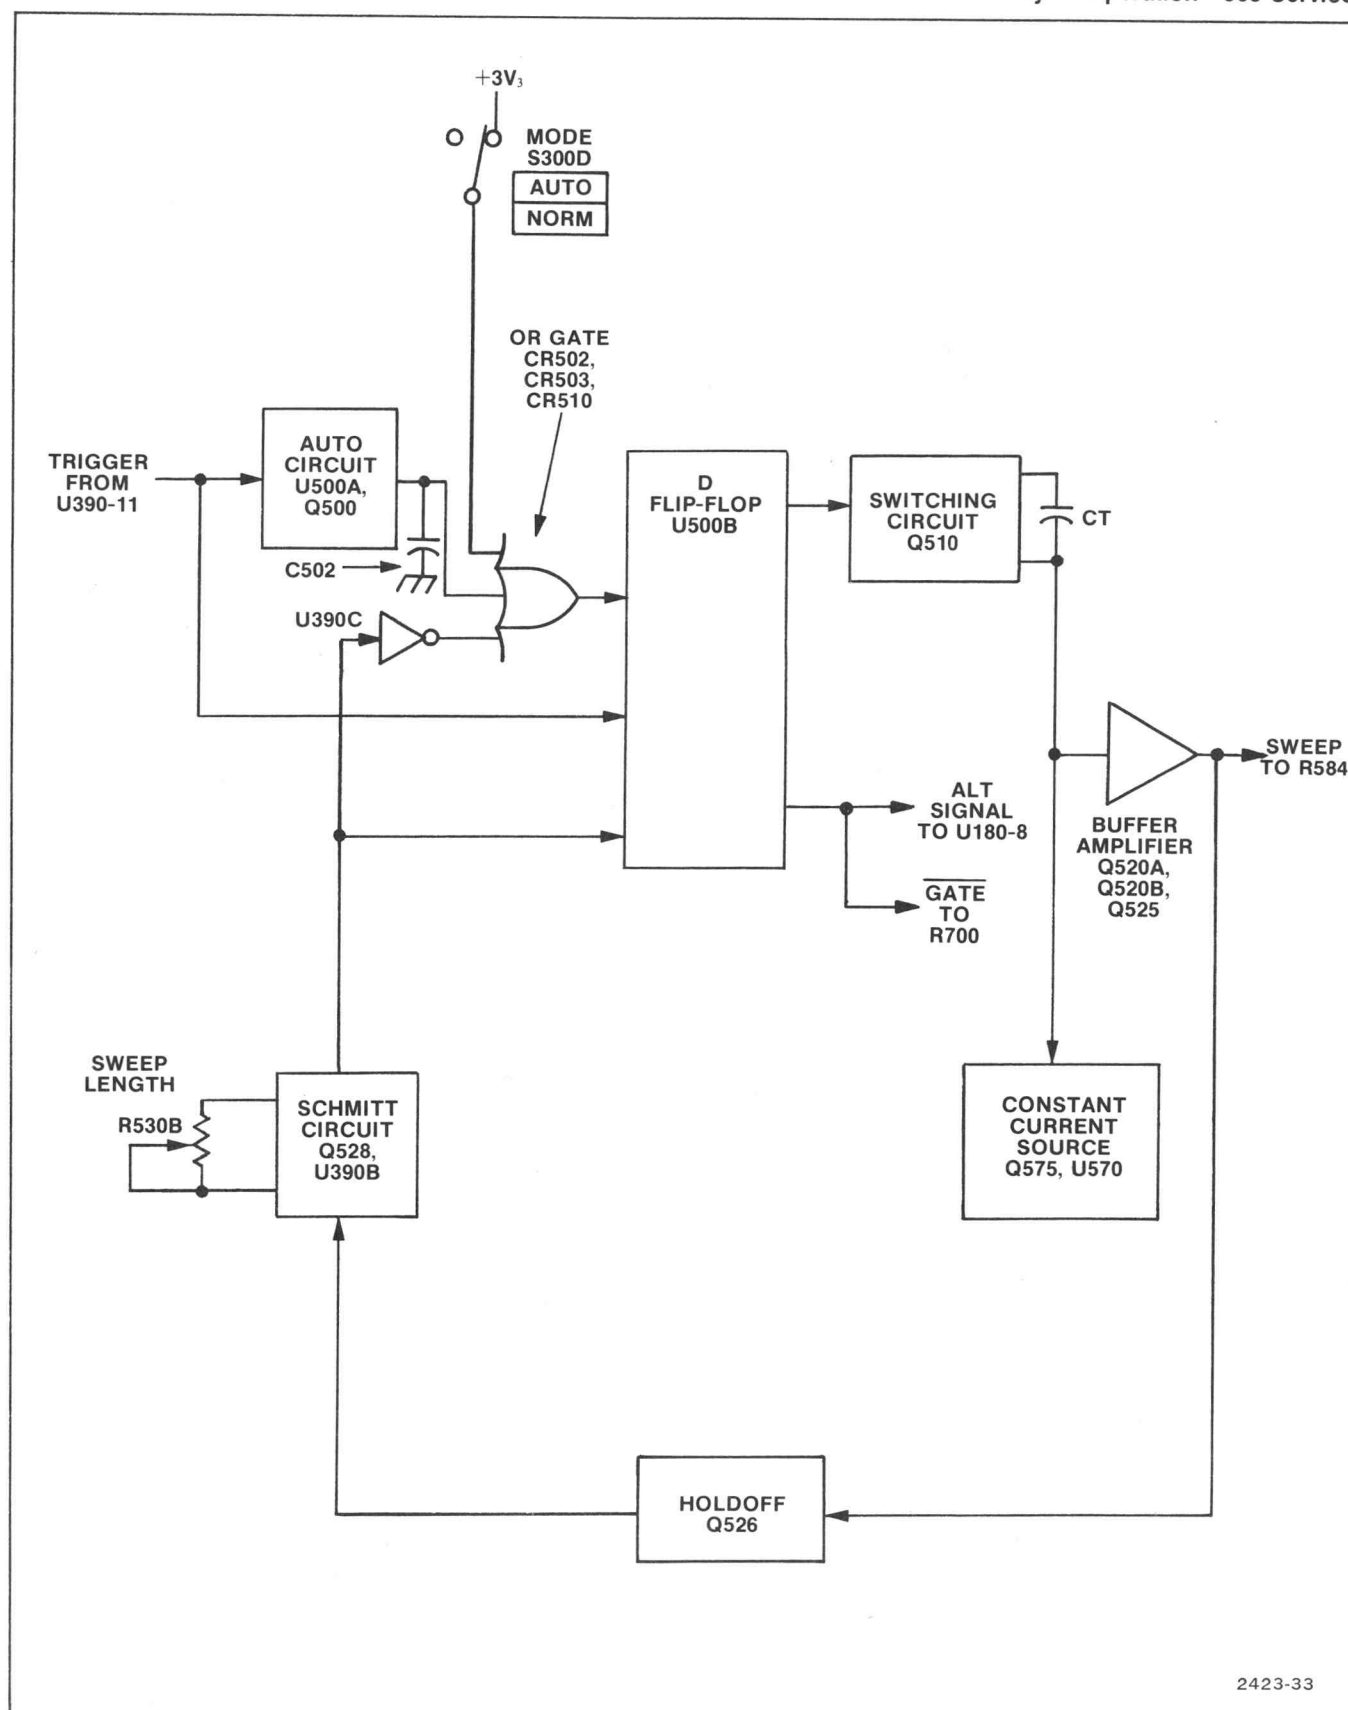 +3V₃
MODE
S300D
AUTO
NORM
OR GATE
CR502,
CR503,
CR510
TRIGGER
FROM
U390-11
AUTO
CIRCUIT
U500A,
Q500
C502
U390C
D
FLIP-FLOP
U500B
SWITCHING
CIRCUIT
Q510
CT
SWEEP
TO R584
ALT
SIGNAL
TO U180-8
GATE
TO
R700
BUFFER
AMPLIFIER
Q520A,
Q520B,
Q525
SWEEP
LENGTH
R530B
SCHMITT
CIRCUIT
Q528,
U390B
CONSTANT
CURRENT
SOURCE
Q575, U570
HOLDOFF
Q526
2423-33